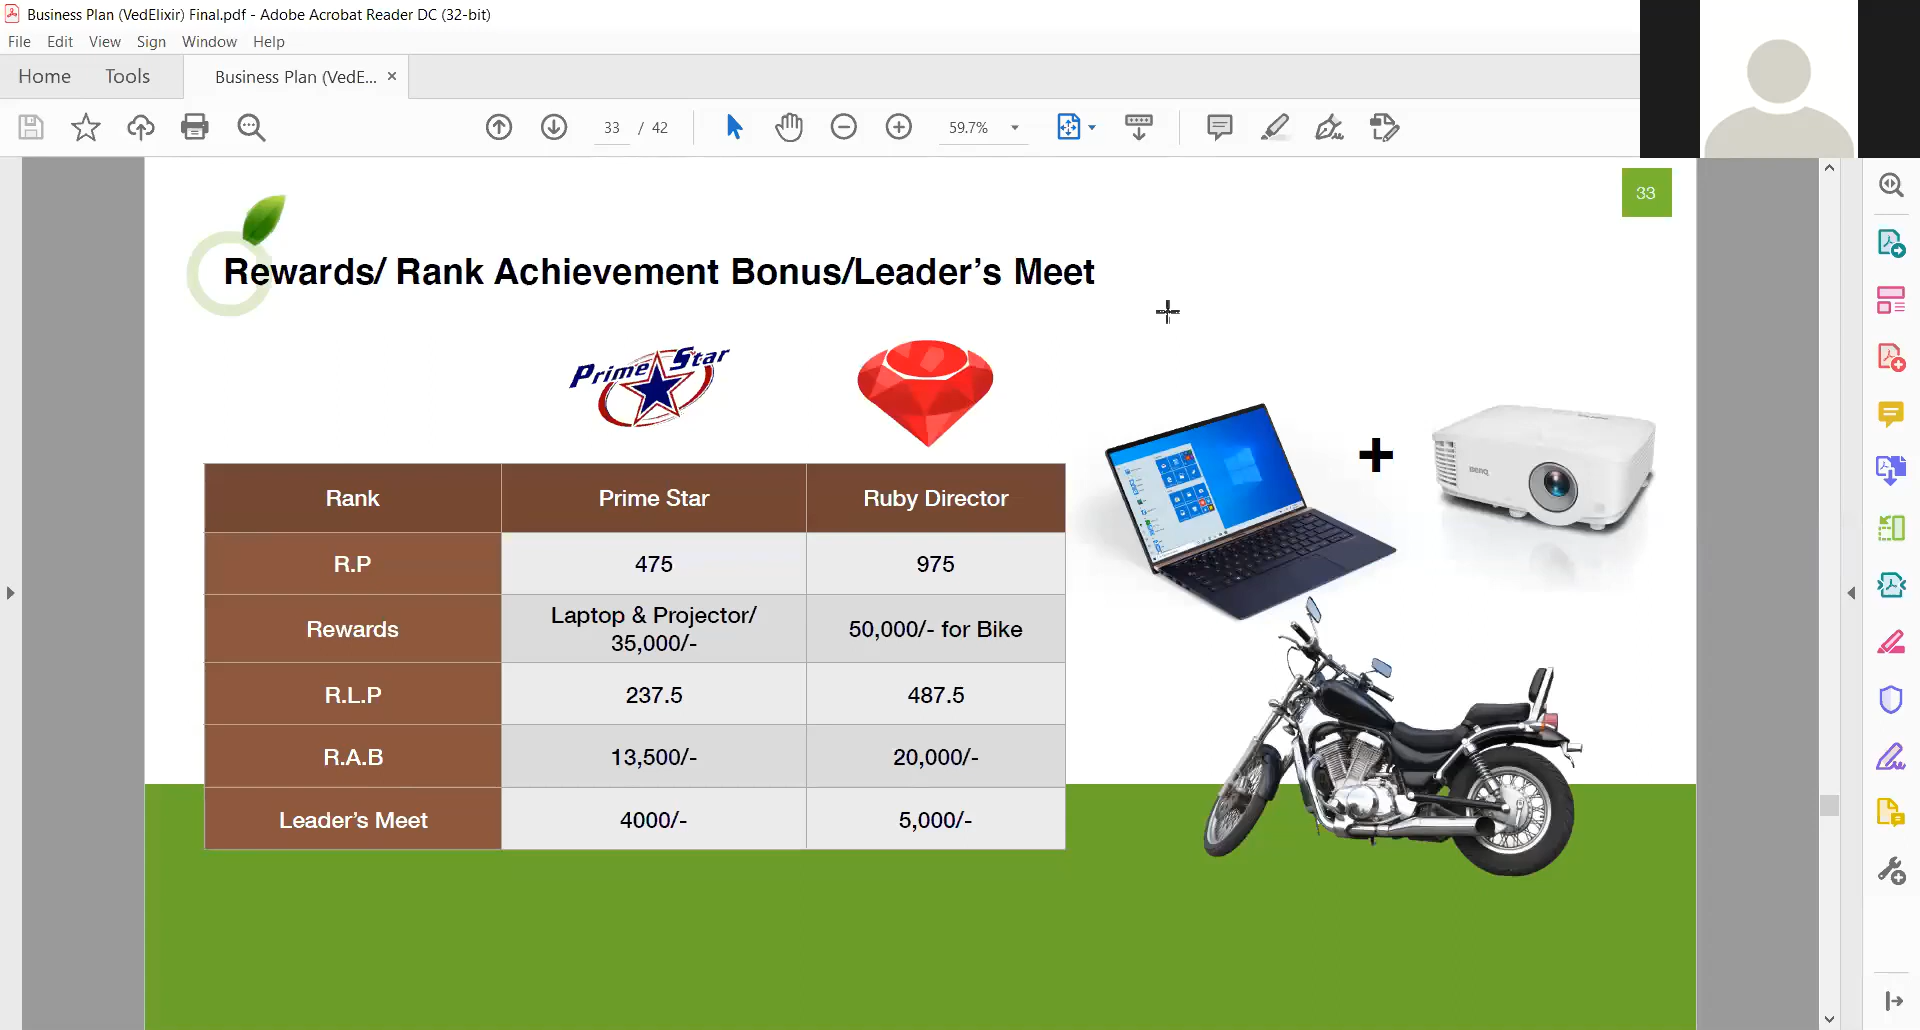 Business Plan (VedElixir) Final.pdf - Adobe Acrobat Reader DC (32-bit)
File Edit View Sign Window Help
Home Tools Business Plan (VedE... ×
33 / 42 59.7%
33
Rewards/ Rank Achievement Bonus/Leader’s Meet
Prime Star
Rank Prime Star Ruby Director
R.P 475 975
Rewards Laptop & Projector/ 35,000/- 50,000/- for Bike
R.L.P 237.5 487.5
R.A.B 13,500/- 20,000/-
Leader’s Meet 4000/- 5,000/-
+
BenQ